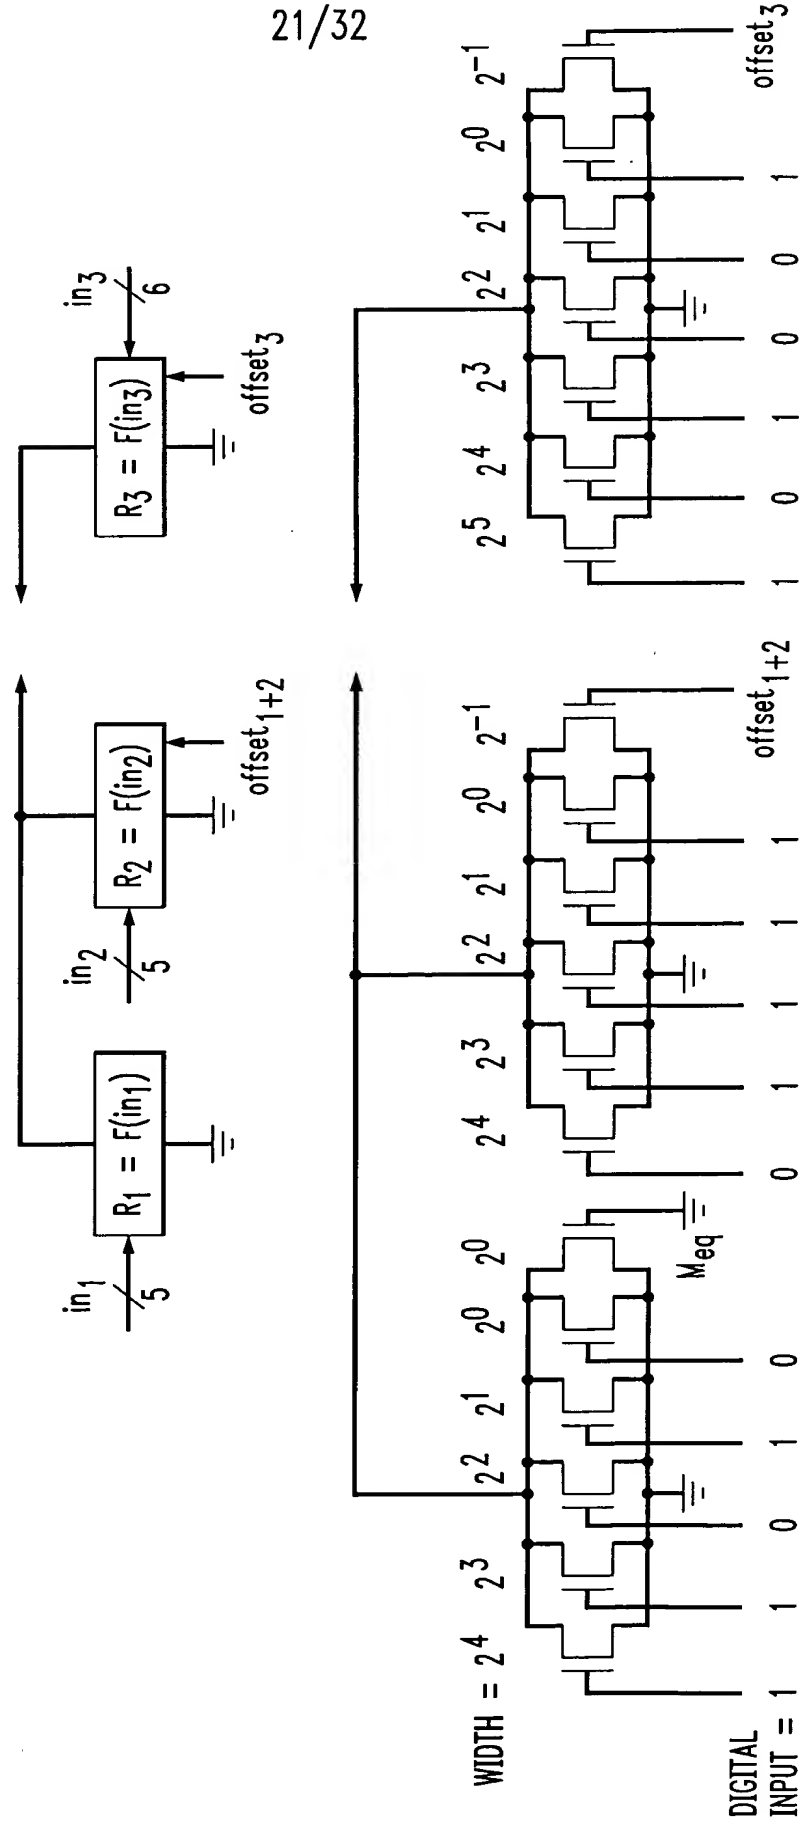 21/32
in1
5
R1 = F(in1)
in2
5
R2 = F(in2)
offset1+2
R3 = F(in3)
in3
6
offset3
WIDTH = 2^4 2^3 2^2 2^1 2^0 2^0
Meq
2^4 2^3 2^2 2^1 2^0 2^-1
2^5 2^4 2^3 2^2 2^1 2^0 2^-1
DIGITAL
INPUT = 1 1 0 1 0
0 1 1 1 1 offset1+2
1 0 1 0 0 1 offset3